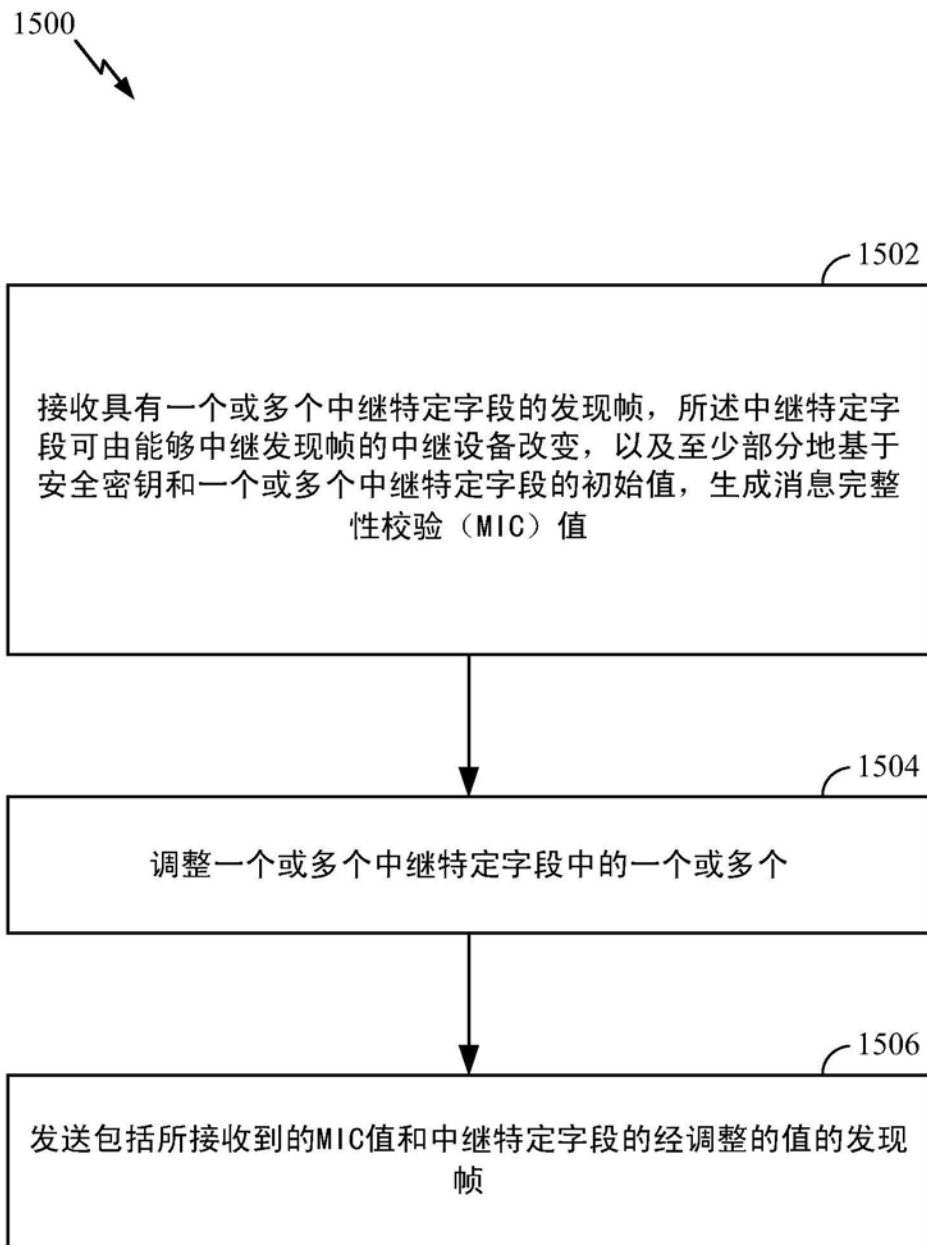 1500
1502
接收具有一个或多个中继特定字段的发现帧，所述中继特定字
段可由能够中继发现帧的中继设备改变，以及至少部分地基于
安全密钥和一个或多个中继特定字段的初始值，生成消息完整
性校验（MIC）值
1504
调整一个或多个中继特定字段中的一个或多个
1506
发送包括所接收到的MIC值和中继特定字段的经调整的值的发现
帧